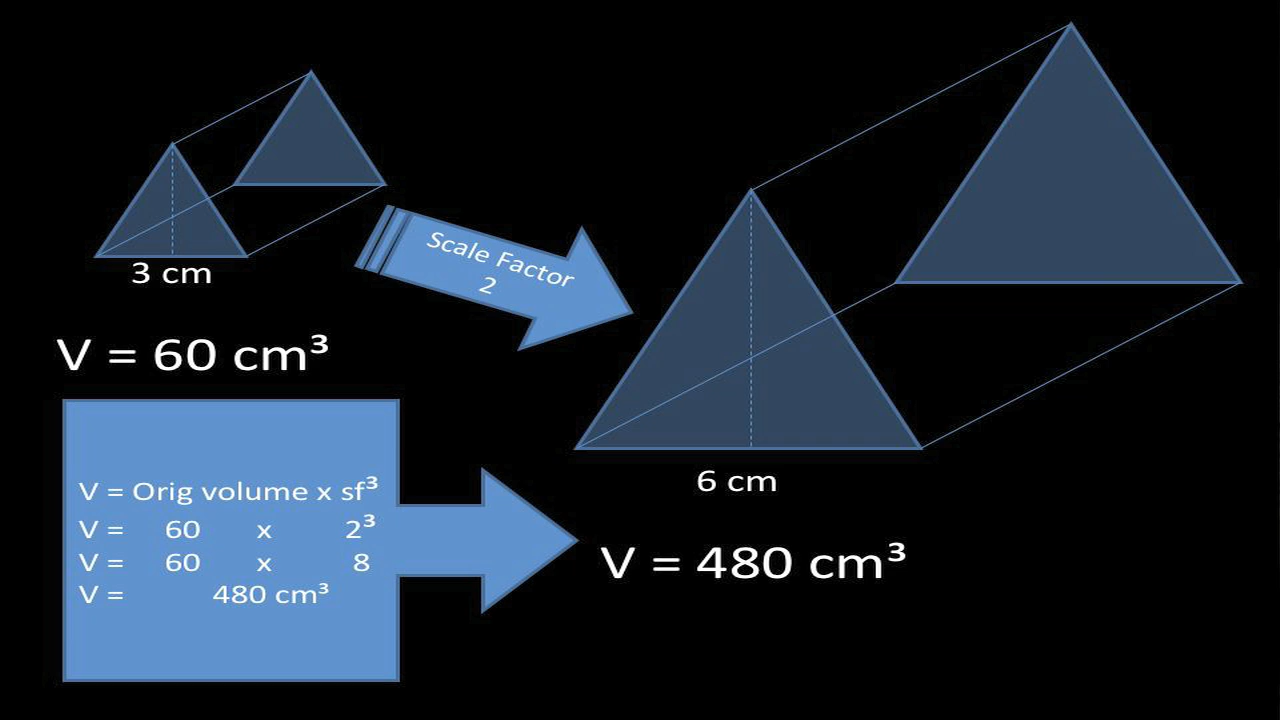 3 cm
Scale Factor
2
V = 60 cm³
V = Orig volume x sf³
V = 60 x 2³
V = 60 x 8
V = 480 cm³
6 cm
V = 480 cm³